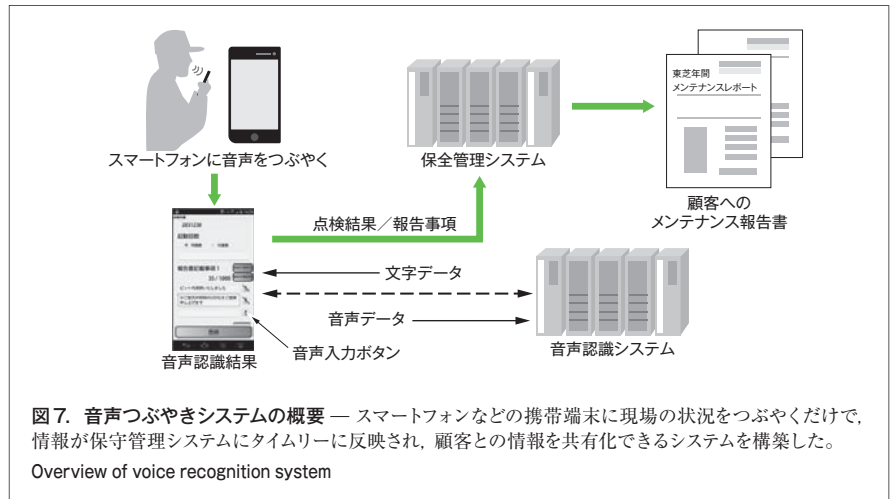 東芝年間
メンテナンスレポート
スマートフォンに音声をつぶやく
保全管理システム
顧客への
メンテナンス報告書
点検結果/報告事項
文字データ
音声データ
音声入力ボタン
音声認識結果
音声認識システム
図7. 音声つぶやきシステムの概要 — スマートフォンなどの携帯端末に現場の状況をつぶやくだけで,
情報が保守管理システムにタイムリーに反映され, 顧客との情報を共有化できるシステムを構築した。
Overview of voice recognition system